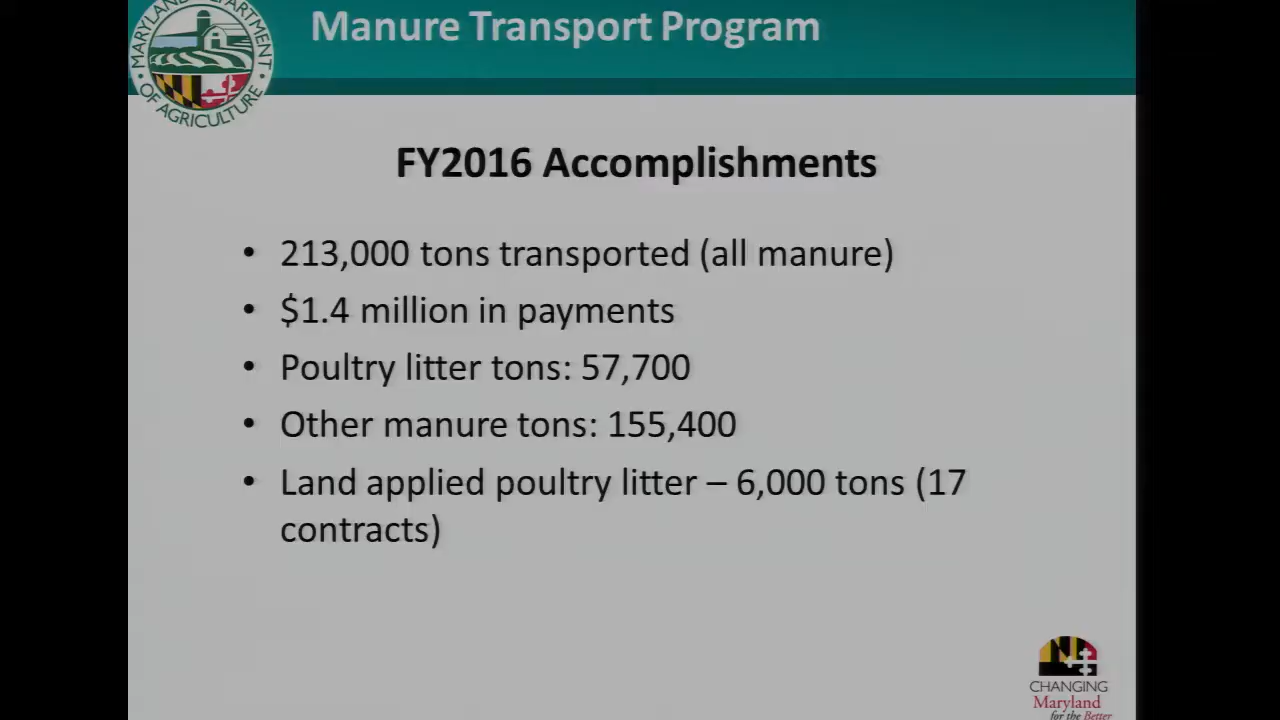 MARYLAND DEPARTMENT
OF AGRICULTURE
Manure Transport Program
FY2016 Accomplishments
• 213,000 tons transported (all manure)
• $1.4 million in payments
• Poultry litter tons: 57,700
• Other manure tons: 155,400
• Land applied poultry litter – 6,000 tons (17
contracts)
CHANGING
Maryland
for the Better